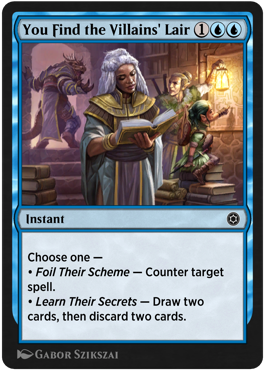 You Find the Villains' Lair 1
Instant
Choose one —
• Foil Their Scheme — Counter target
spell.
• Learn Their Secrets — Draw two
cards, then discard two cards.
GABOR SZIKSZAI